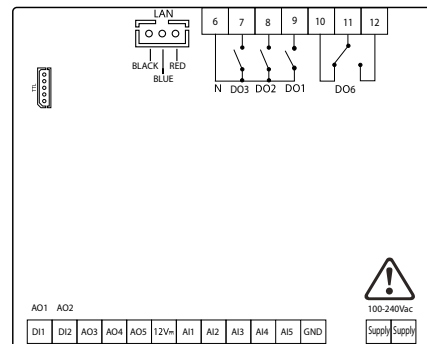 LAN
6 7 8 9 10 11 12
BLACK RED
BLUE
N DO3 DO2 DO1 DO6
TTL
AO1 AO2
100-240Vac
DI1 DI2 AO3 AO4 AO5 12V⎓ AI1 AI2 AI3 AI4 AI5 GND Supply Supply